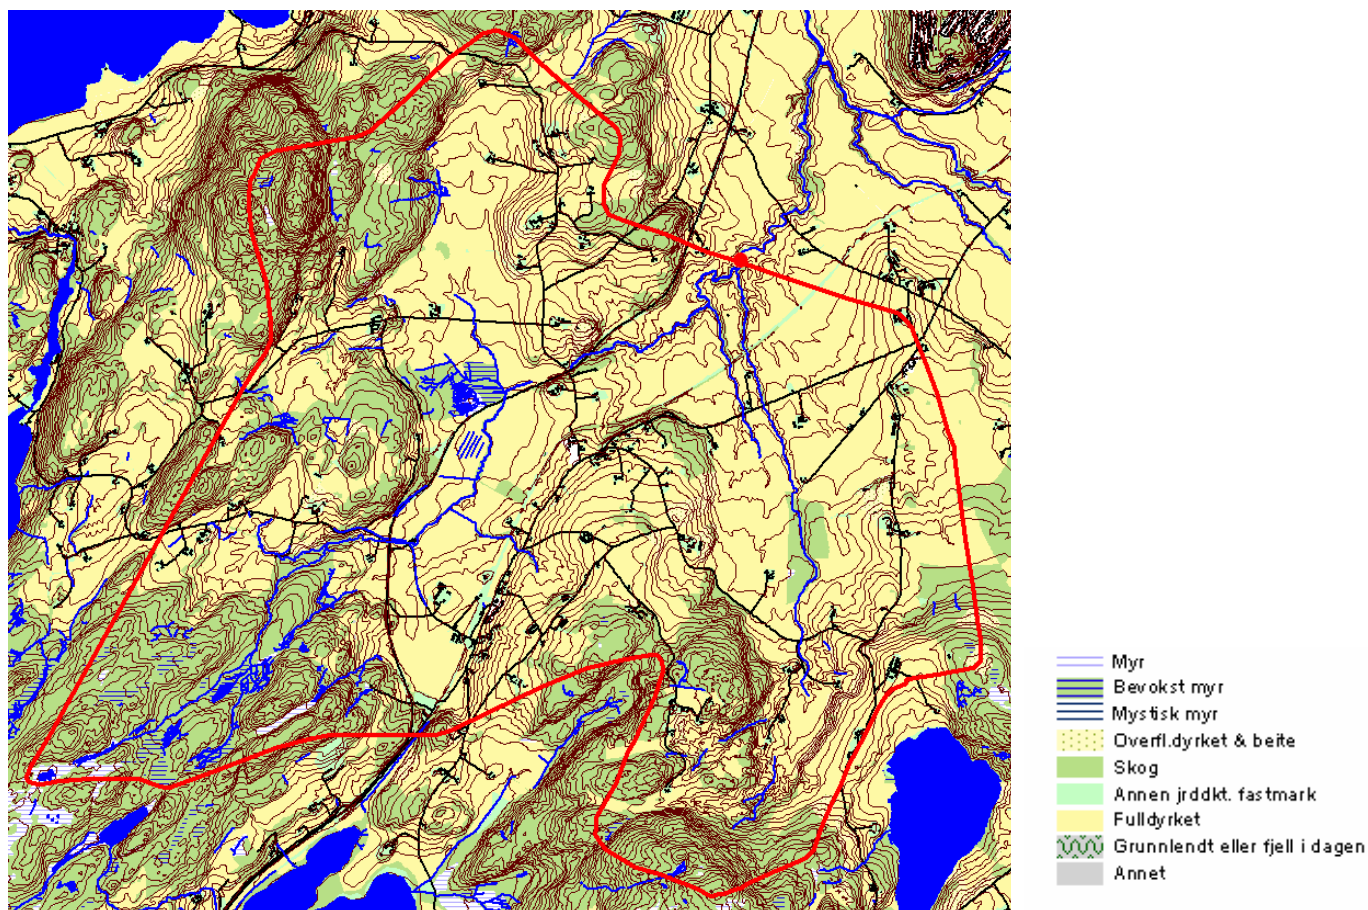 Myr
Bevokst myr
Mystisk myr
Overfl.dyrket & beite
Skog
Annen jrddkt. fastmark
Fulldyrket
Grunnlendt eller fjell i dagen
Annet